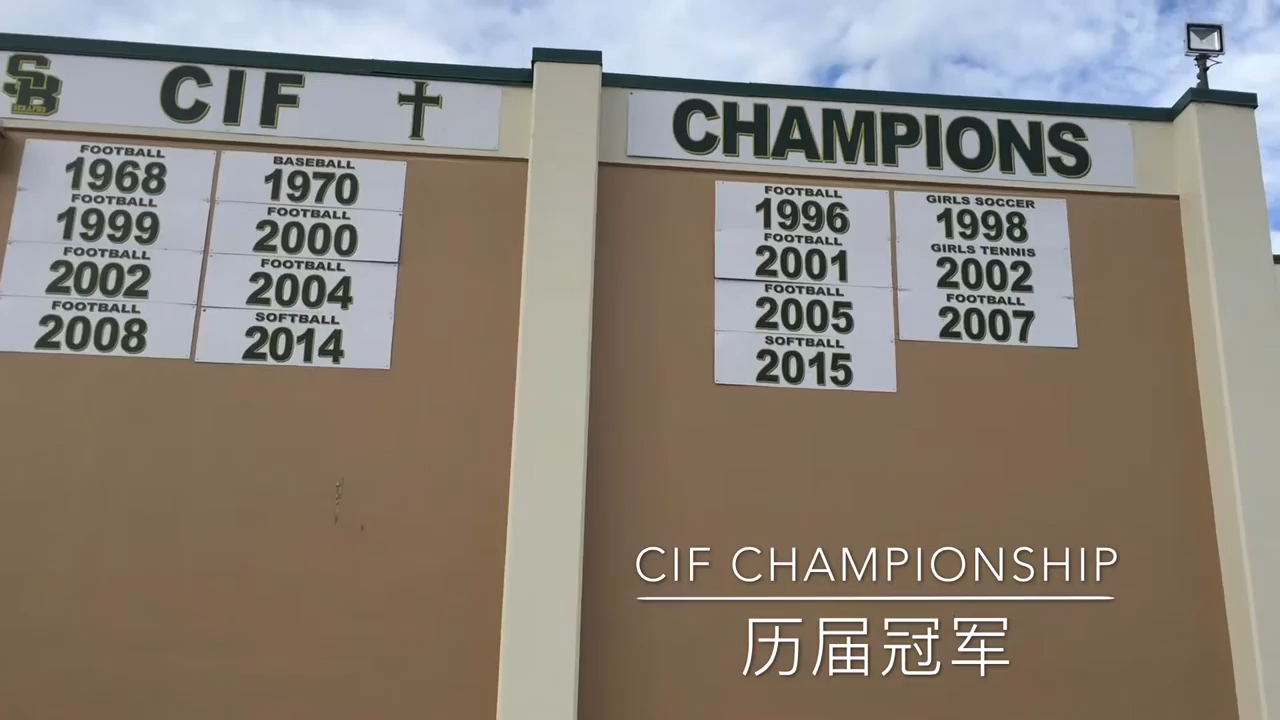 SB
SERAPHS
CIF
CHAMPIONS
FOOTBALL
1968
FOOTBALL
1999
FOOTBALL
2002
FOOTBALL
2008
BASEBALL
1970
FOOTBALL
2000
FOOTBALL
2004
SOFTBALL
2014
FOOTBALL
1996
FOOTBALL
2001
FOOTBALL
2005
SOFTBALL
2015
GIRLS SOCCER
1998
GIRLS TENNIS
2002
FOOTBALL
2007
CIF CHAMPIONSHIP
历届冠军